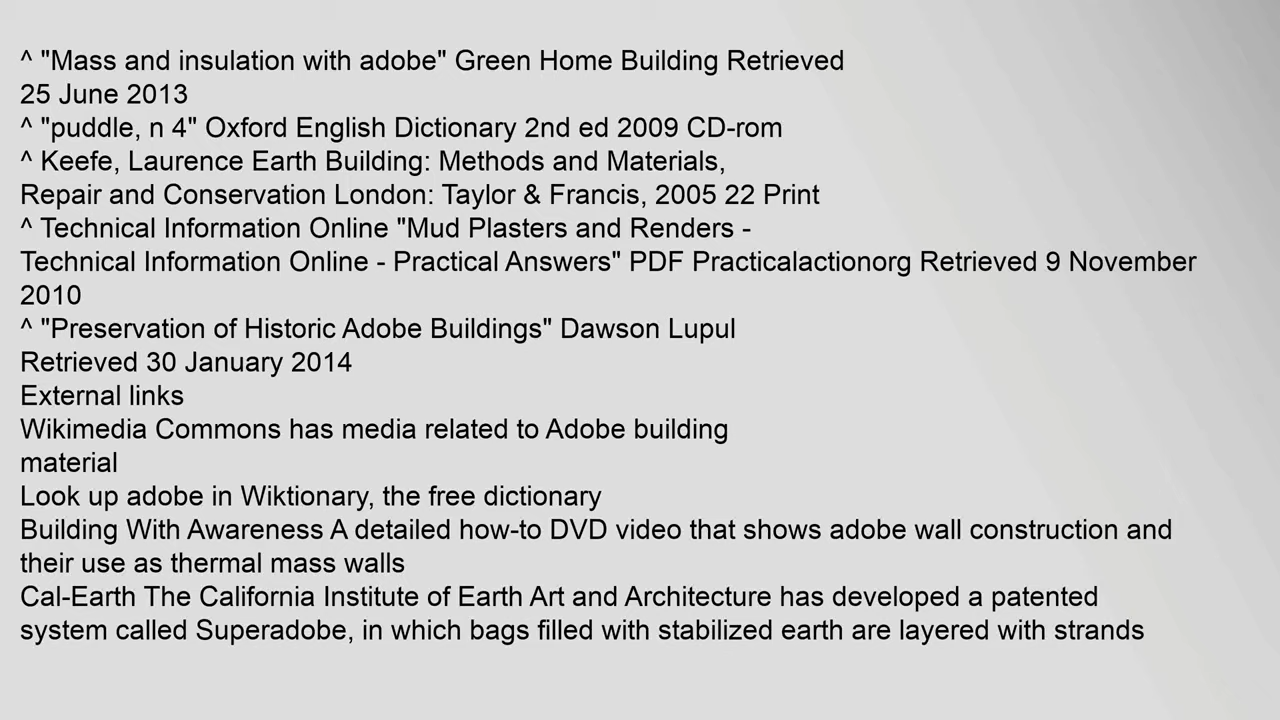 ^ "Mass and insulation with adobe" Green Home Building Retrieved
25 June 2013
^ "puddle, n 4" Oxford English Dictionary 2nd ed 2009 CD-rom
^ Keefe, Laurence Earth Building: Methods and Materials,
Repair and Conservation London: Taylor & Francis, 2005 22 Print
^ Technical Information Online "Mud Plasters and Renders -
Technical Information Online - Practical Answers" PDF Practicalactionorg Retrieved 9 November
2010
^ "Preservation of Historic Adobe Buildings" Dawson Lupul
Retrieved 30 January 2014
External links
Wikimedia Commons has media related to Adobe building
material
Look up adobe in Wiktionary, the free dictionary
Building With Awareness A detailed how-to DVD video that shows adobe wall construction and
their use as thermal mass walls
Cal-Earth The California Institute of Earth Art and Architecture has developed a patented
system called Superadobe, in which bags filled with stabilized earth are layered with strands